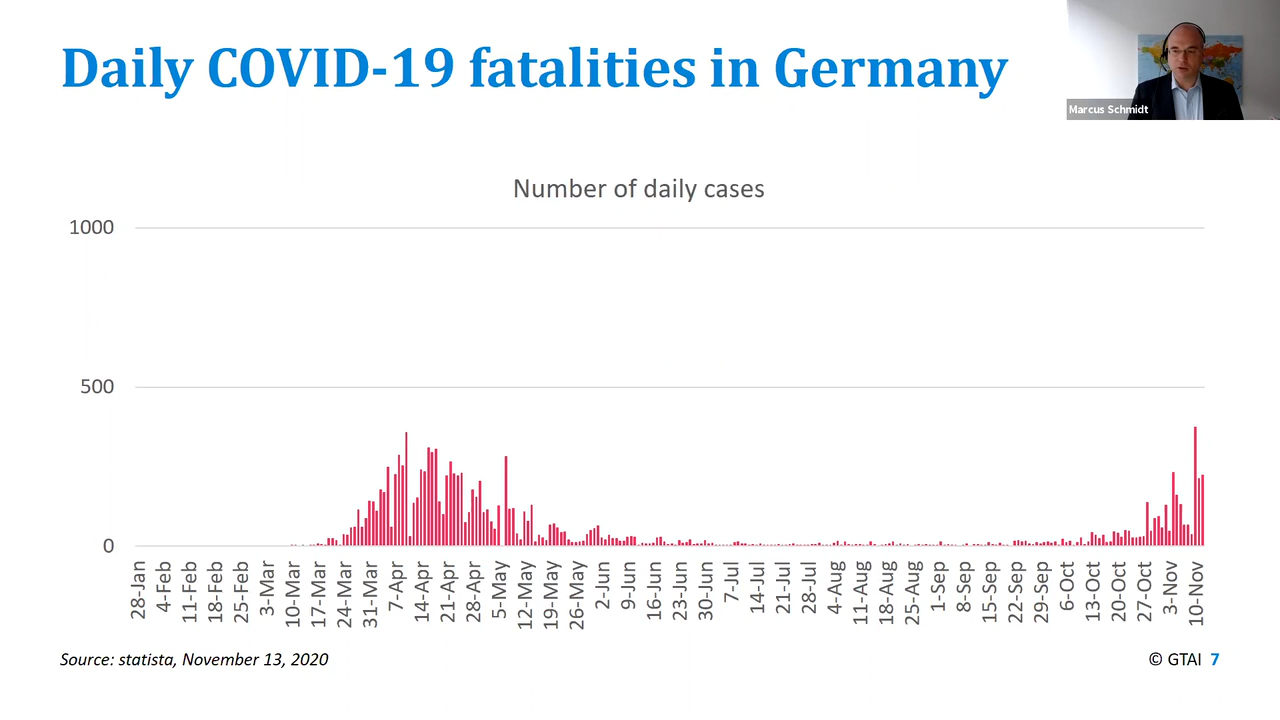 Daily COVID-19 fatalities in Germany
Marcus Schmidt
Number of daily cases
1000
500
0
28-Jan
4-Feb
11-Feb
18-Feb
25-Feb
3-Mar
10-Mar
17-Mar
24-Mar
31-Mar
7-Apr
14-Apr
21-Apr
28-Apr
5-May
12-May
19-May
26-May
2-Jun
9-Jun
16-Jun
23-Jun
30-Jun
7-Jul
14-Jul
21-Jul
28-Jul
4-Aug
11-Aug
18-Aug
25-Aug
1-Sep
8-Sep
15-Sep
22-Sep
29-Sep
6-Oct
13-Oct
20-Oct
27-Oct
3-Nov
10-Nov
Source: statista, November 13, 2020
© GTAI 7